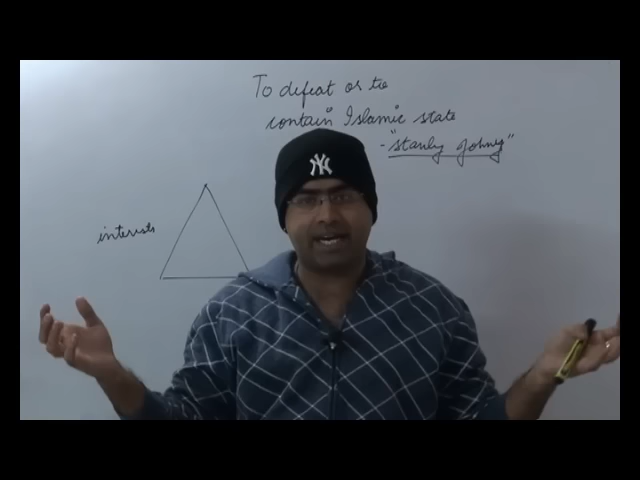 To defeat or to
contain Islamic state
- "stanly Johny"
interests
NY